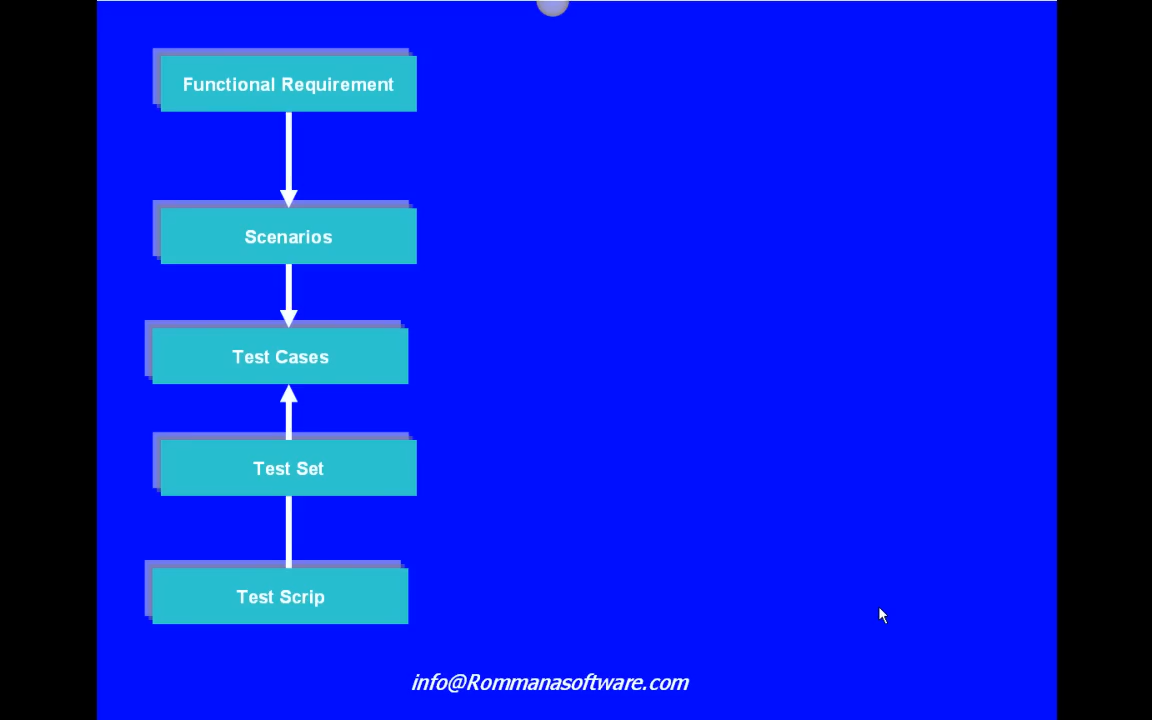 Functional Requirement
Scenarios
Test Cases
Test Set
Test Scrip
info@Rommanasoftware.com